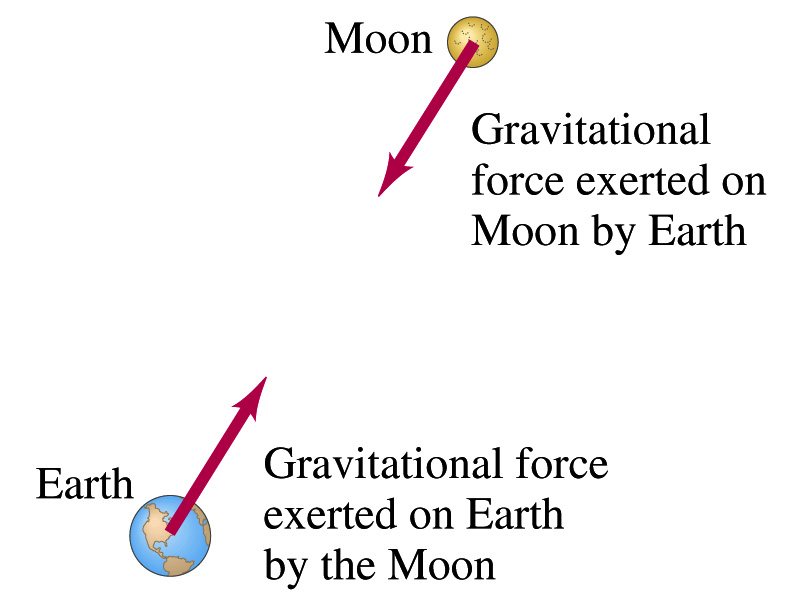 Moon
Gravitational
force exerted on
Moon by Earth
Earth
Gravitational force
exerted on Earth
by the Moon